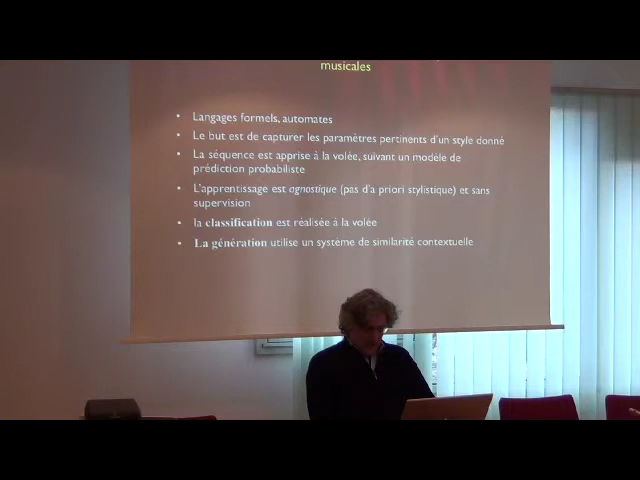 musicales
• Langages formels, automates
• Le but est de capturer les paramètres pertinents d'un style donné
• La séquence est apprise à la volée, suivant un modèle de
prédiction probabiliste
• L'apprentissage est agnostique (pas d'a priori stylistique) et sans
supervision
• la classification est réalisée à la volée
• La génération utilise un système de similarité contextuelle